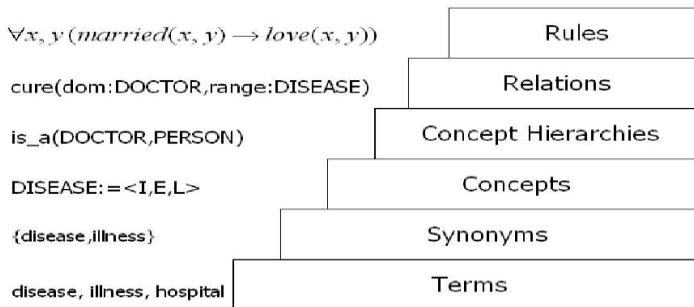 ∀x, y (married(x, y) → love(x, y)) Rules
cure(dom:DOCTOR,range:DISEASE) Relations
is_a(DOCTOR,PERSON) Concept Hierarchies
DISEASE:=<I,E,L> Concepts
{disease,illness} Synonyms
disease, illness, hospital Terms